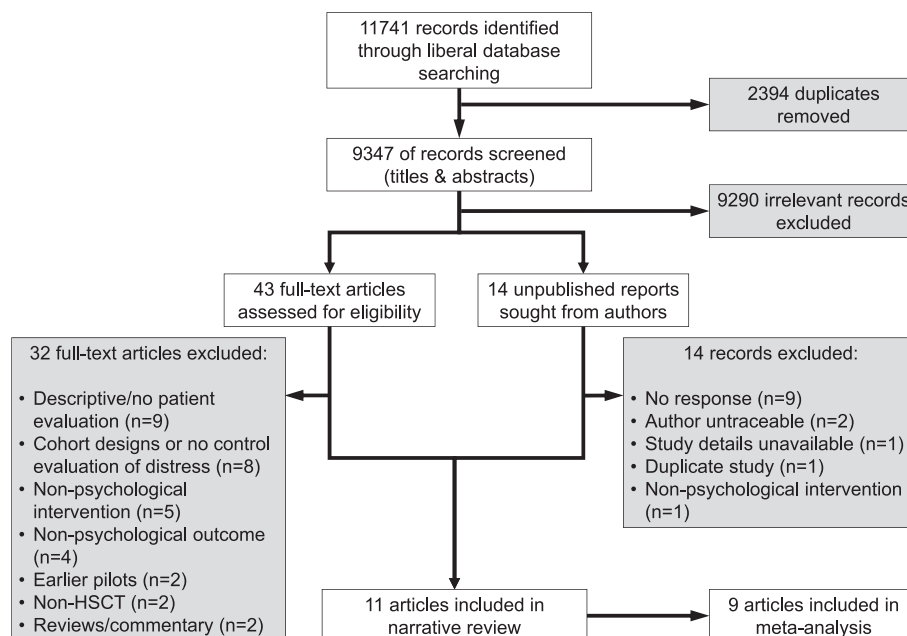 11741 records identified
through liberal database
searching
2394 duplicates
removed
9347 of records screened
(titles & abstracts)
9290 irrelevant records
excluded
43 full-text articles
assessed for eligibility
14 unpublished reports
sought from authors
32 full-text articles excluded:
• Descriptive/no patient
evaluation (n=9)
• Cohort designs or no control
evaluation of distress (n=8)
• Non-psychological
intervention (n=5)
• Non-psychological outcome
(n=4)
• Earlier pilots (n=2)
• Non-HSCT (n=2)
• Reviews/commentary (n=2)
14 records excluded:
• No response (n=9)
• Author untraceable (n=2)
• Study details unavailable (n=1)
• Duplicate study (n=1)
• Non-psychological intervention
(n=1)
11 articles included in
narrative review
9 articles included in
meta-analysis